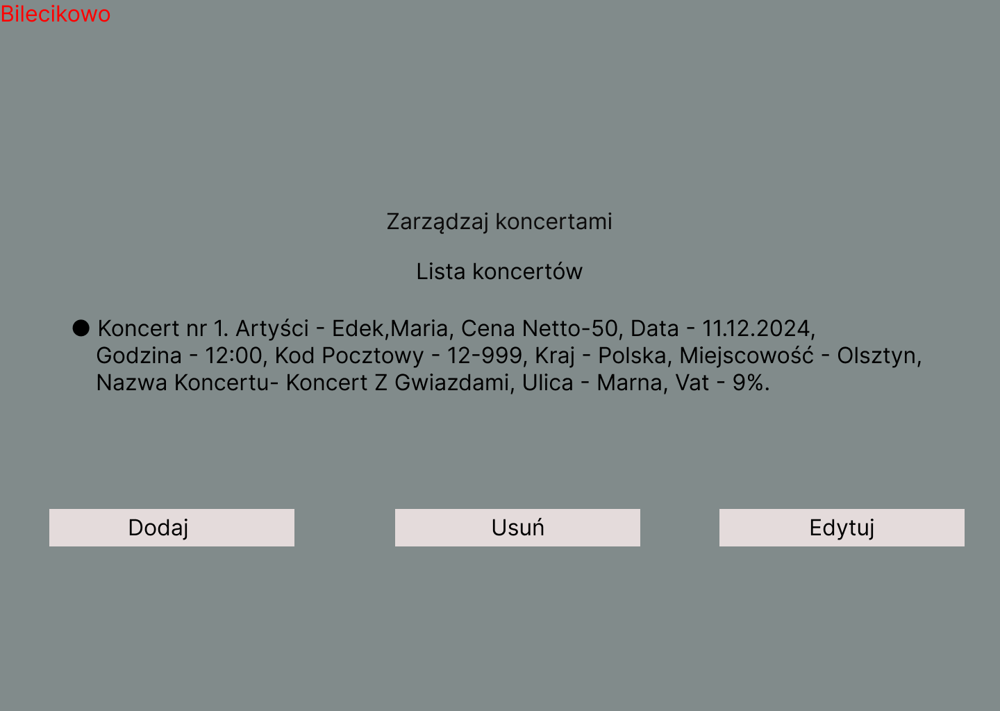 Bilecikowo
Zarządzaj koncertami
Lista koncertów
● Koncert nr 1. Artyści - Edek,Maria, Cena Netto-50, Data - 11.12.2024,
Godzina - 12:00, Kod Pocztowy - 12-999, Kraj - Polska, Miejscowość - Olsztyn,
Nazwa Koncertu- Koncert Z Gwiazdami, Ulica - Marna, Vat - 9%.
Dodaj
Usuń
Edytuj